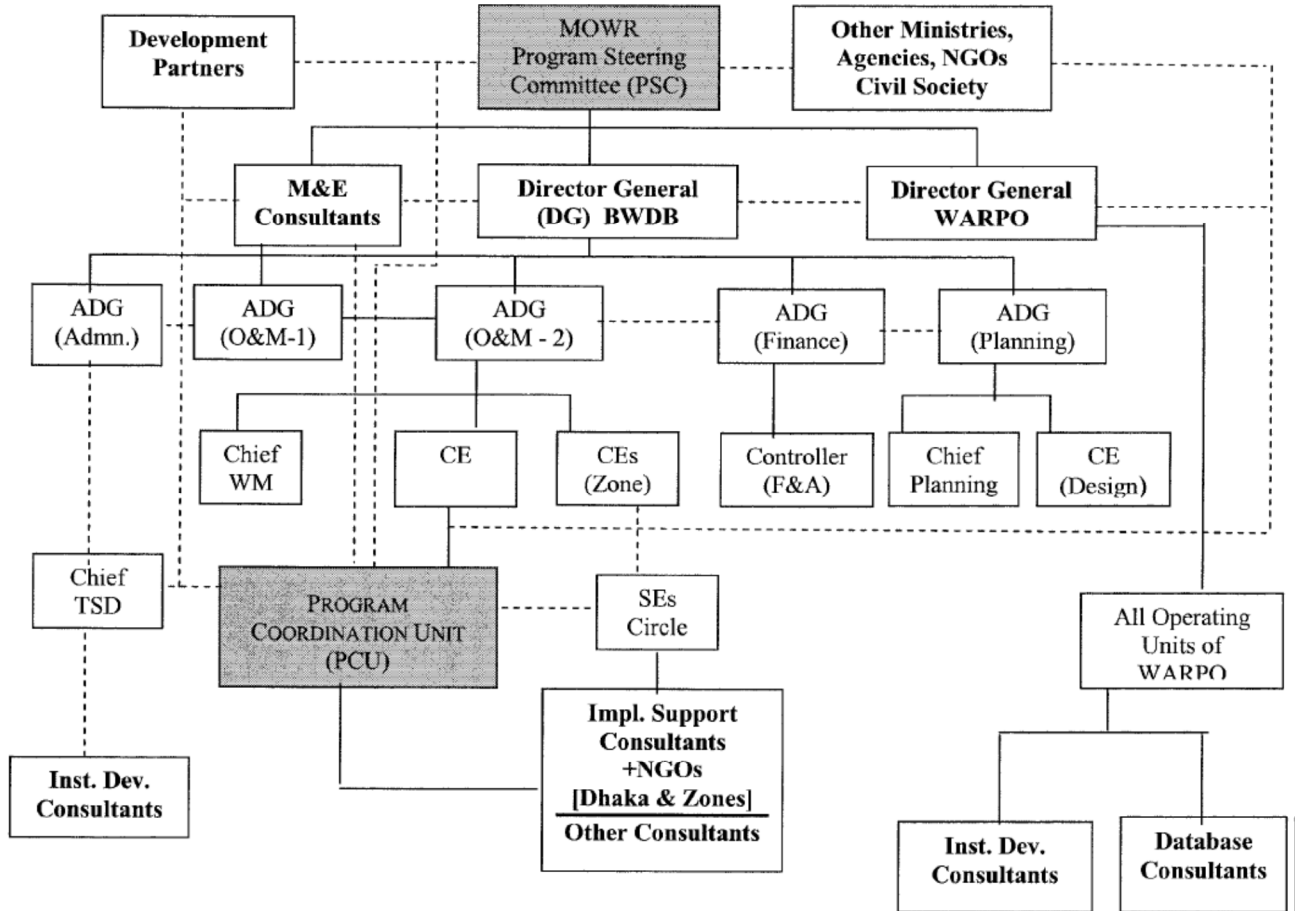 Development
Partners
MOWR
Program Steering
Committee (PSC)
Other Ministries,
Agencies, NGOs
Civil Society
M&E
Consultants
Director General
(DG) BWDB
Director General
WARPO
ADG
(Admn.)
ADG
(O&M-1)
ADG
(O&M - 2)
ADG
(Finance)
ADG
(Planning)
Chief
WM
CE
CEs
(Zone)
Controller
(F&A)
Chief
Planning
CE
(Design)
Chief
TSD
PROGRAM
COORDINATION UNIT
(PCU)
SEs
Circle
All Operating
Units of
WARPO
Inst. Dev.
Consultants
Impl. Support
Consultants
+NGOs
[Dhaka & Zones]
Other Consultants
Inst. Dev.
Consultants
Database
Consultants